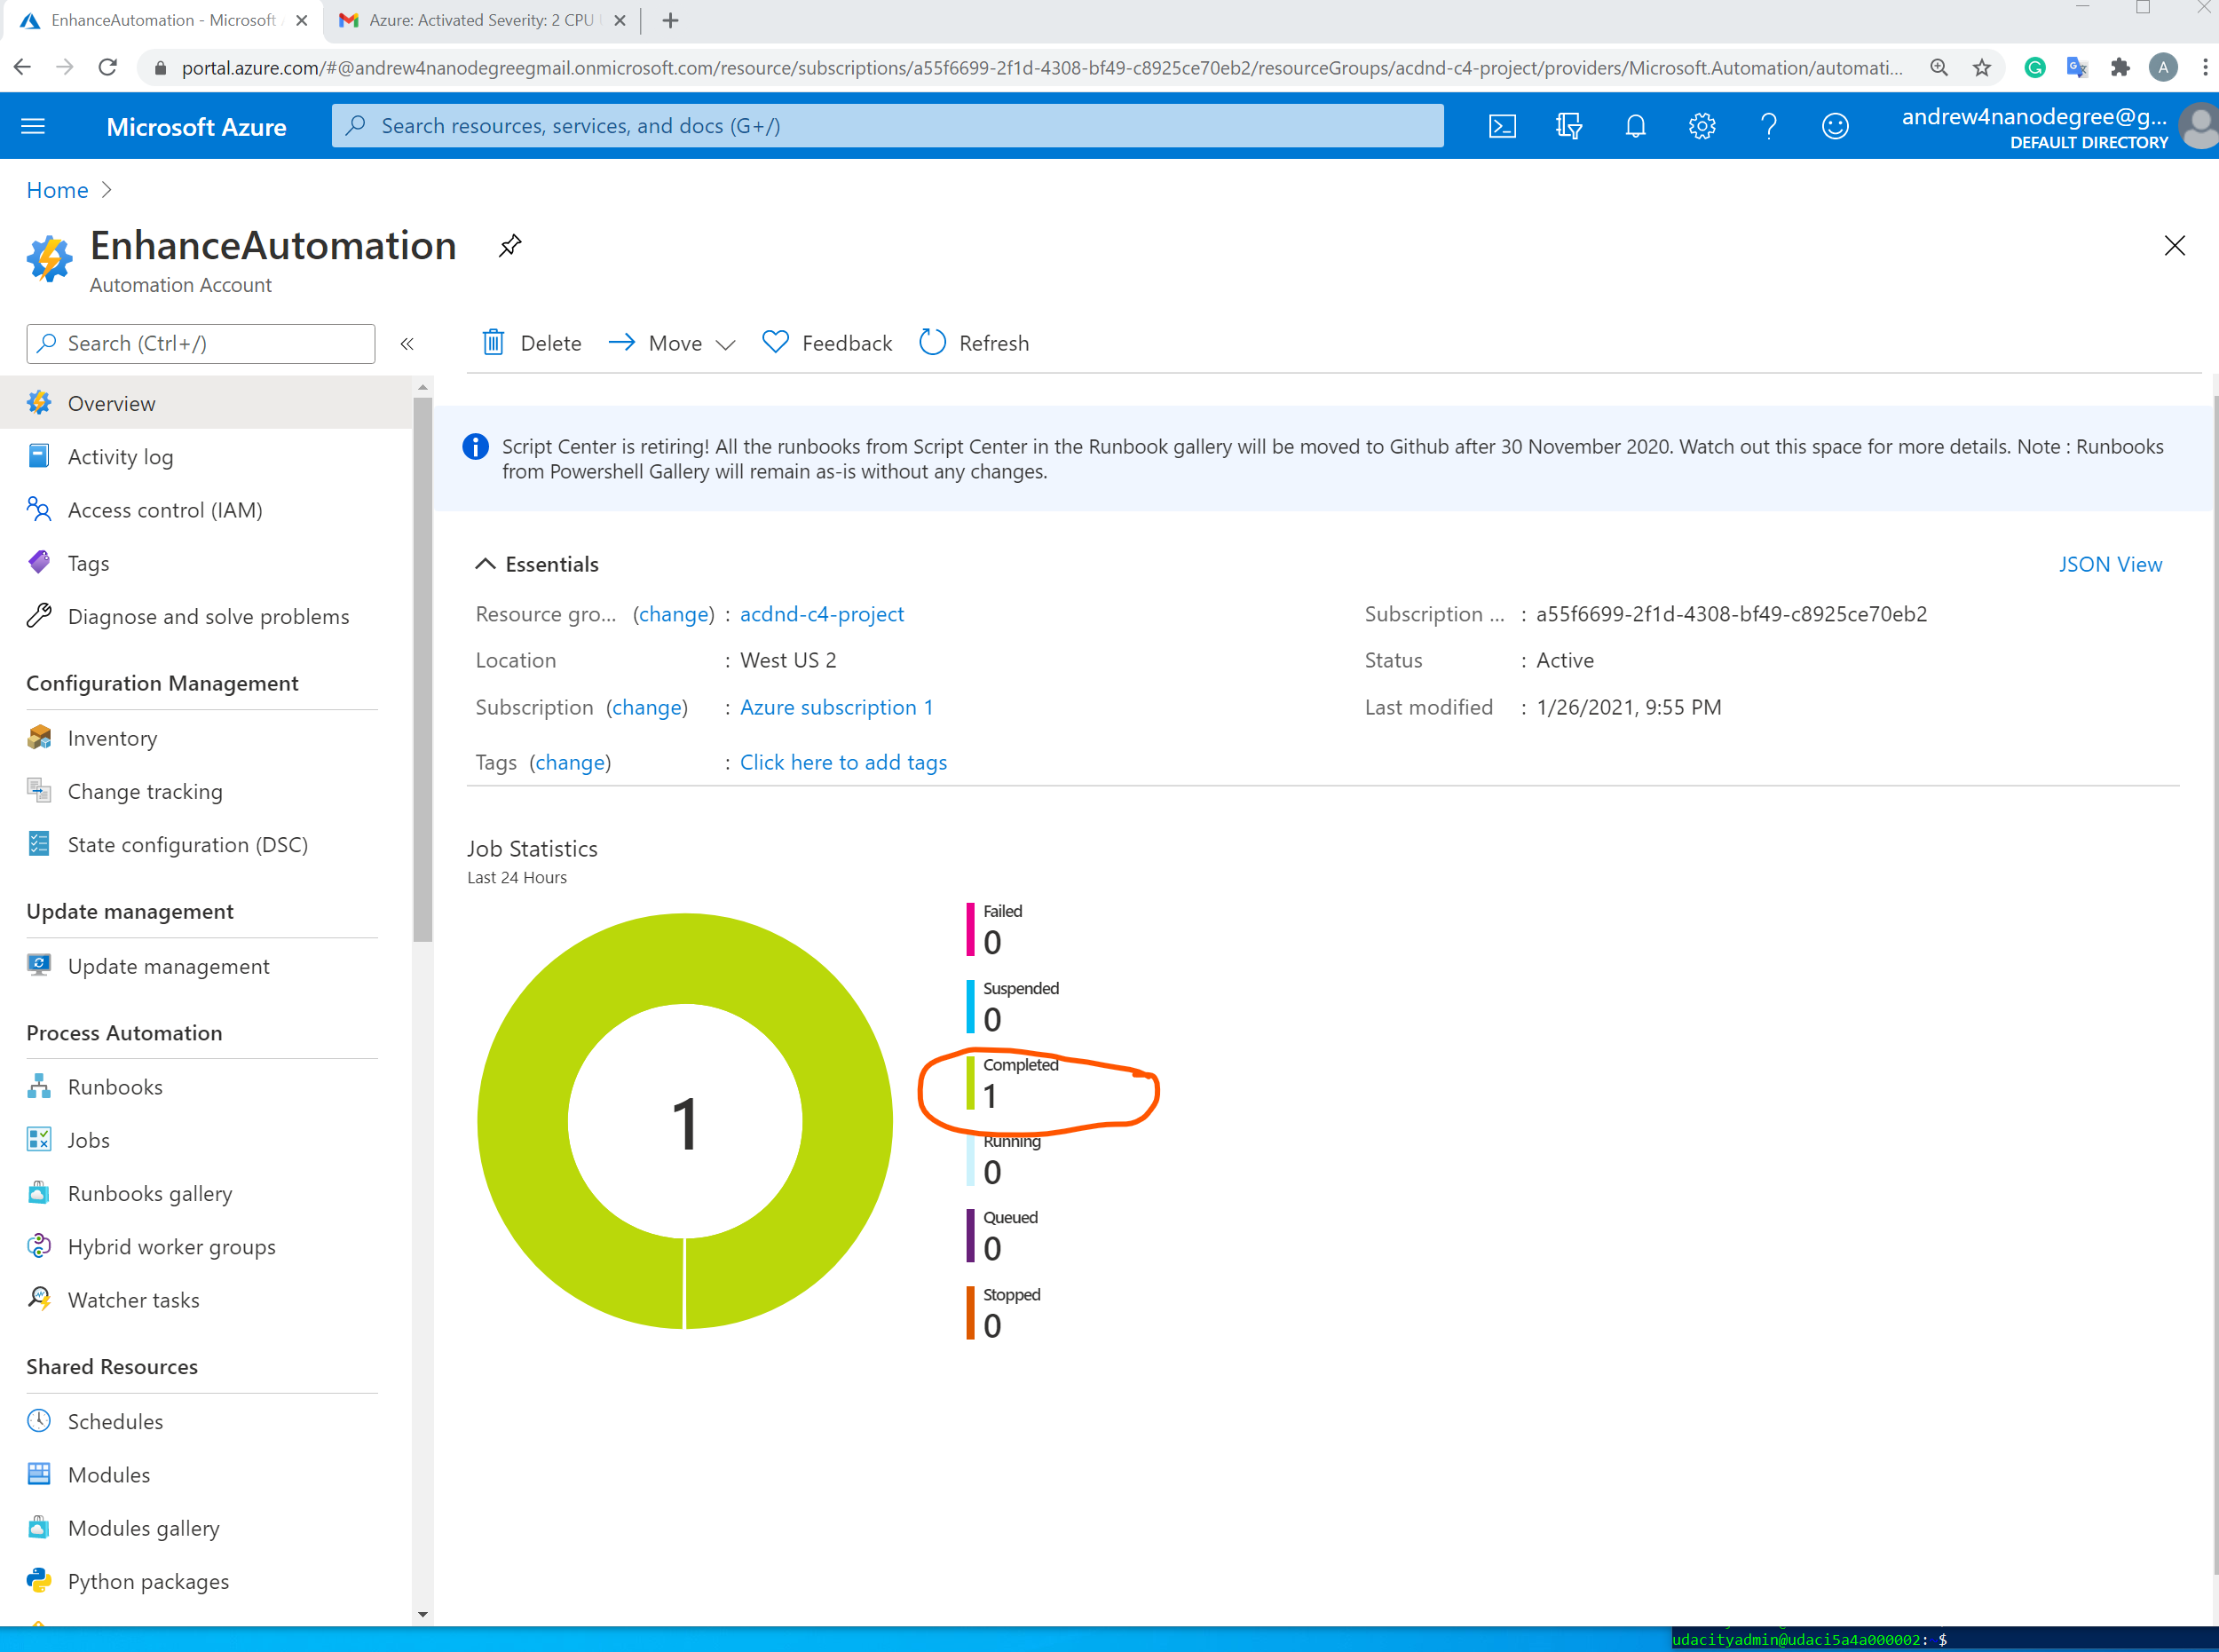 EnhanceAutomation - Microsoft
Azure: Activated Severity: 2 CPU
portal.azure.com/#@andrew4nanodegreegmail.onmicrosoft.com/resource/subscriptions/a55f6699-2f1d-4308-bf49-c8925ce70eb2/resourceGroups/acdnd-c4-project/providers/Microsoft.Automation/automati...
A
Microsoft Azure
Search resources, services, and docs (G+/)
andrew4nanodegree@g...
DEFAULT DIRECTORY
Home >
EnhanceAutomation
Automation Account
Search (Ctrl+/)
«
Delete
Move
Feedback
Refresh
Overview
Activity log
Access control (IAM)
Tags
Diagnose and solve problems
Configuration Management
Inventory
Change tracking
State configuration (DSC)
Update management
Update management
Process Automation
Runbooks
Jobs
Runbooks gallery
Hybrid worker groups
Watcher tasks
Shared Resources
Schedules
Modules
Modules gallery
Python packages
Script Center is retiring! All the runbooks from Script Center in the Runbook gallery will be moved to Github after 30 November 2020. Watch out this space for more details. Note : Runbooks
from Powershell Gallery will remain as-is without any changes.
Essentials
JSON View
Resource gro... (change) : acdnd-c4-project
Subscription ... : a55f6699-2f1d-4308-bf49-c8925ce70eb2
Location : West US 2
Status : Active
Subscription (change) : Azure subscription 1
Last modified : 1/26/2021, 9:55 PM
Tags (change) : Click here to add tags
Job Statistics
Last 24 Hours
1
Failed
0
Suspended
0
Completed
1
Running
0
Queued
0
Stopped
0
udacityadmin@udaci5a4a000002: $